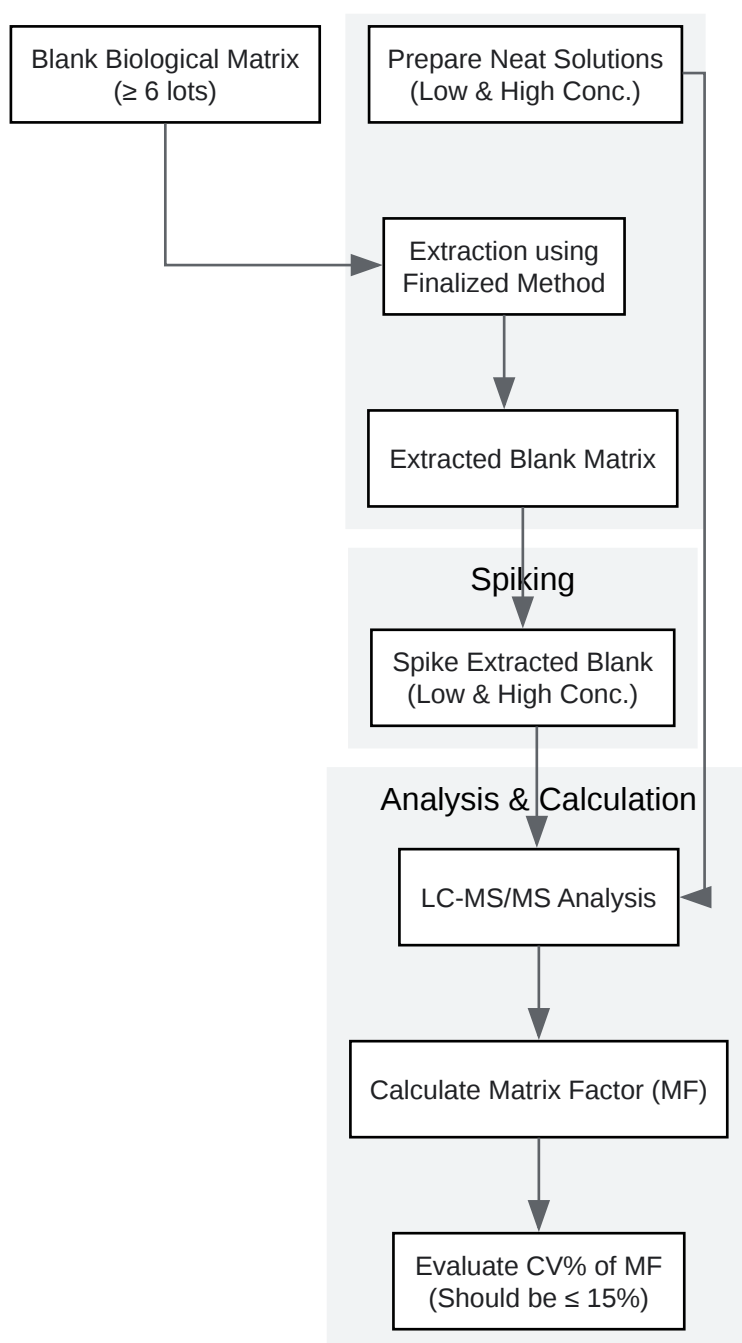 Blank Biological Matrix
(≥ 6 lots)
Prepare Neat Solutions
(Low & High Conc.)
Extraction using
Finalized Method
Extracted Blank Matrix
Spiking
Spike Extracted Blank
(Low & High Conc.)
Analysis & Calculation
LC-MS/MS Analysis
Calculate Matrix Factor (MF)
Evaluate CV% of MF
(Should be ≤ 15%)